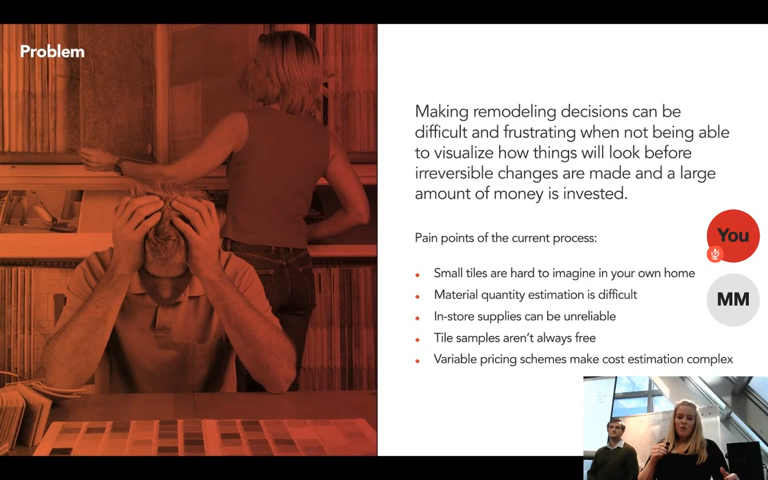 Problem
Making remodeling decisions can be
difficult and frustrating when not being able
to visualize how things will look before
irreversible changes are made and a large
amount of money is invested.
Pain points of the current process:
Small tiles are hard to imagine in your own home
Material quantity estimation is difficult
In-store supplies can be unreliable
Tile samples aren't always free
Variable pricing schemes make cost estimation complex
You
MM